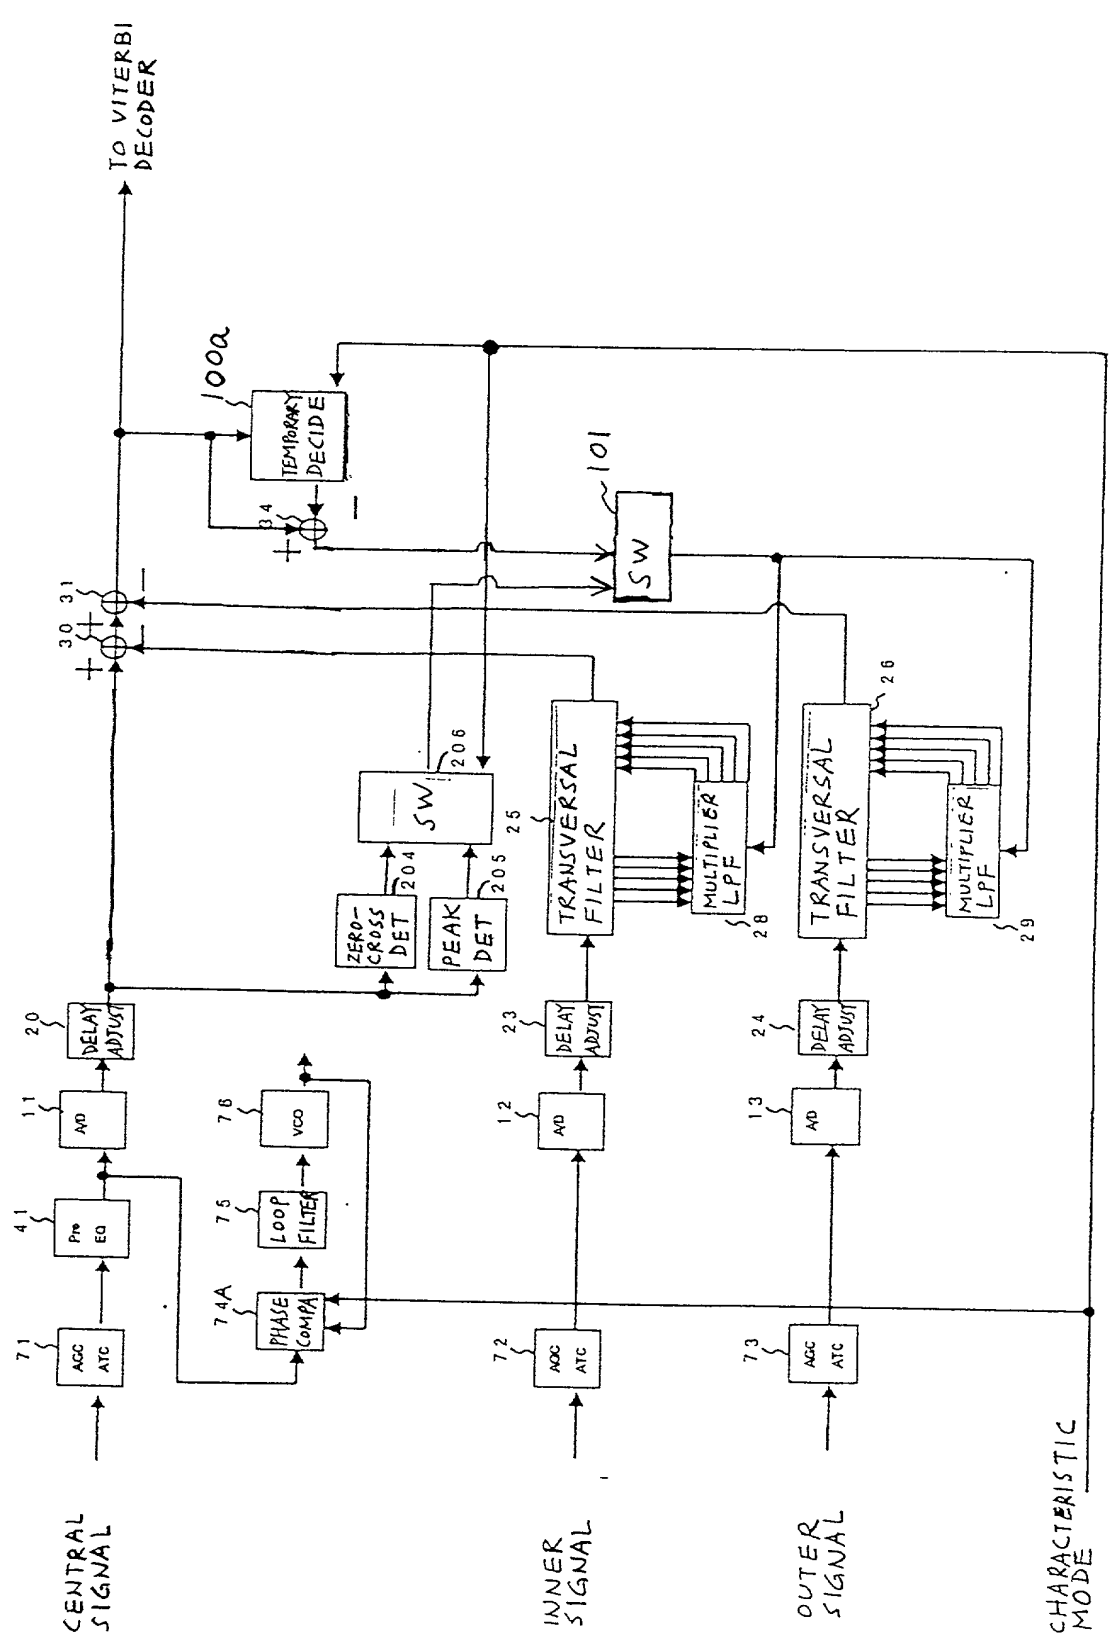 CENTRAL
SIGNAL
71
AGC
ATC
41
Pre
EQ
11
A/D
20
DELAY
ADJUST
+
30
-
+
31
-
TO VITERBI
DECODER
74A
PHASE
COMPA
75
LOOP
FILTER
76
VCO
ZERO-
CROSS
DET
204
PEAK
DET
205
SW
206
+
34
-
TEMPORARY
DECIDE
100a
SW
101
INNER
SIGNAL
72
AGC
ATC
12
A/D
23
DELAY
ADJUST
25
TRANSVERSAL
FILTER
MULTIPLIER
LPF
28
OUTER
SIGNAL
73
AGC
ATC
13
A/D
24
DELAY
ADJUST
TRANSVERSAL
FILTER
26
MULTIPLIER
LPF
29
CHARACTERISTIC
MODE